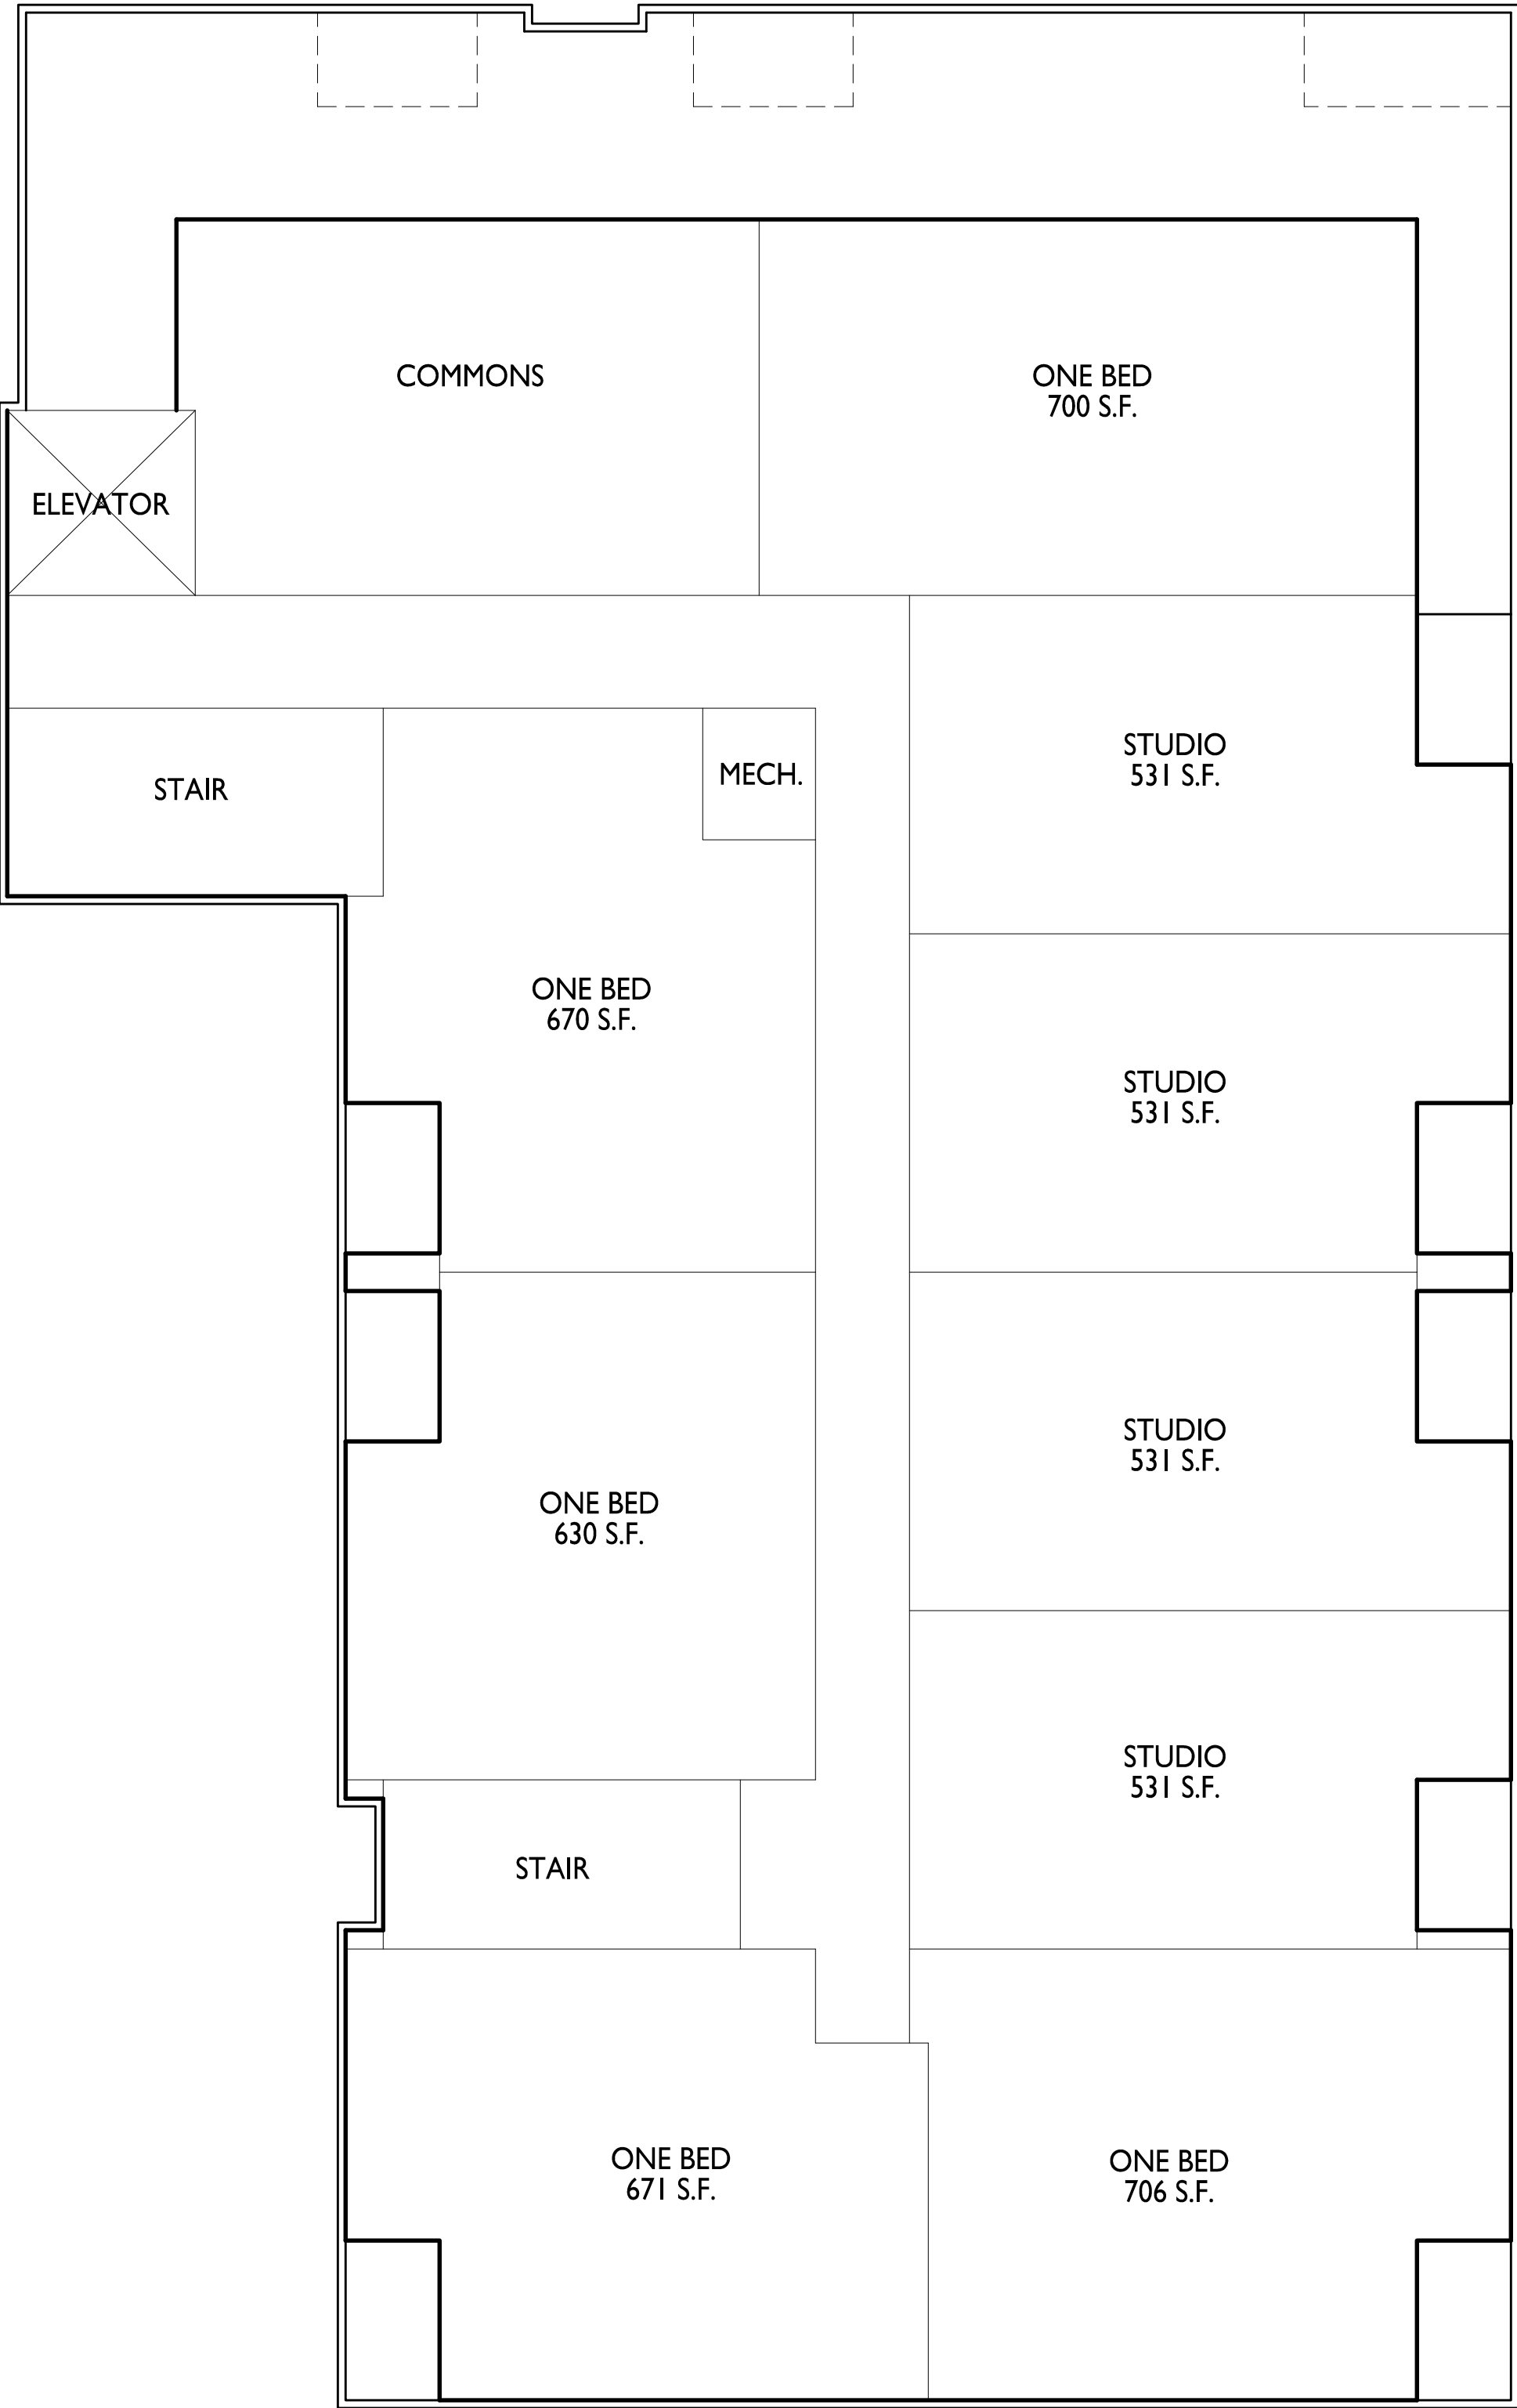 COMMONS
ONE BED
700 S.F.
ELEVATOR
STUDIO
531 S.F.
STAIR
MECH.
ONE BED
670 S.F.
STUDIO
531 S.F.
STUDIO
531 S.F.
ONE BED
630 S.F.
STUDIO
531 S.F.
STAIR
ONE BED
671 S.F.
ONE BED
706 S.F.